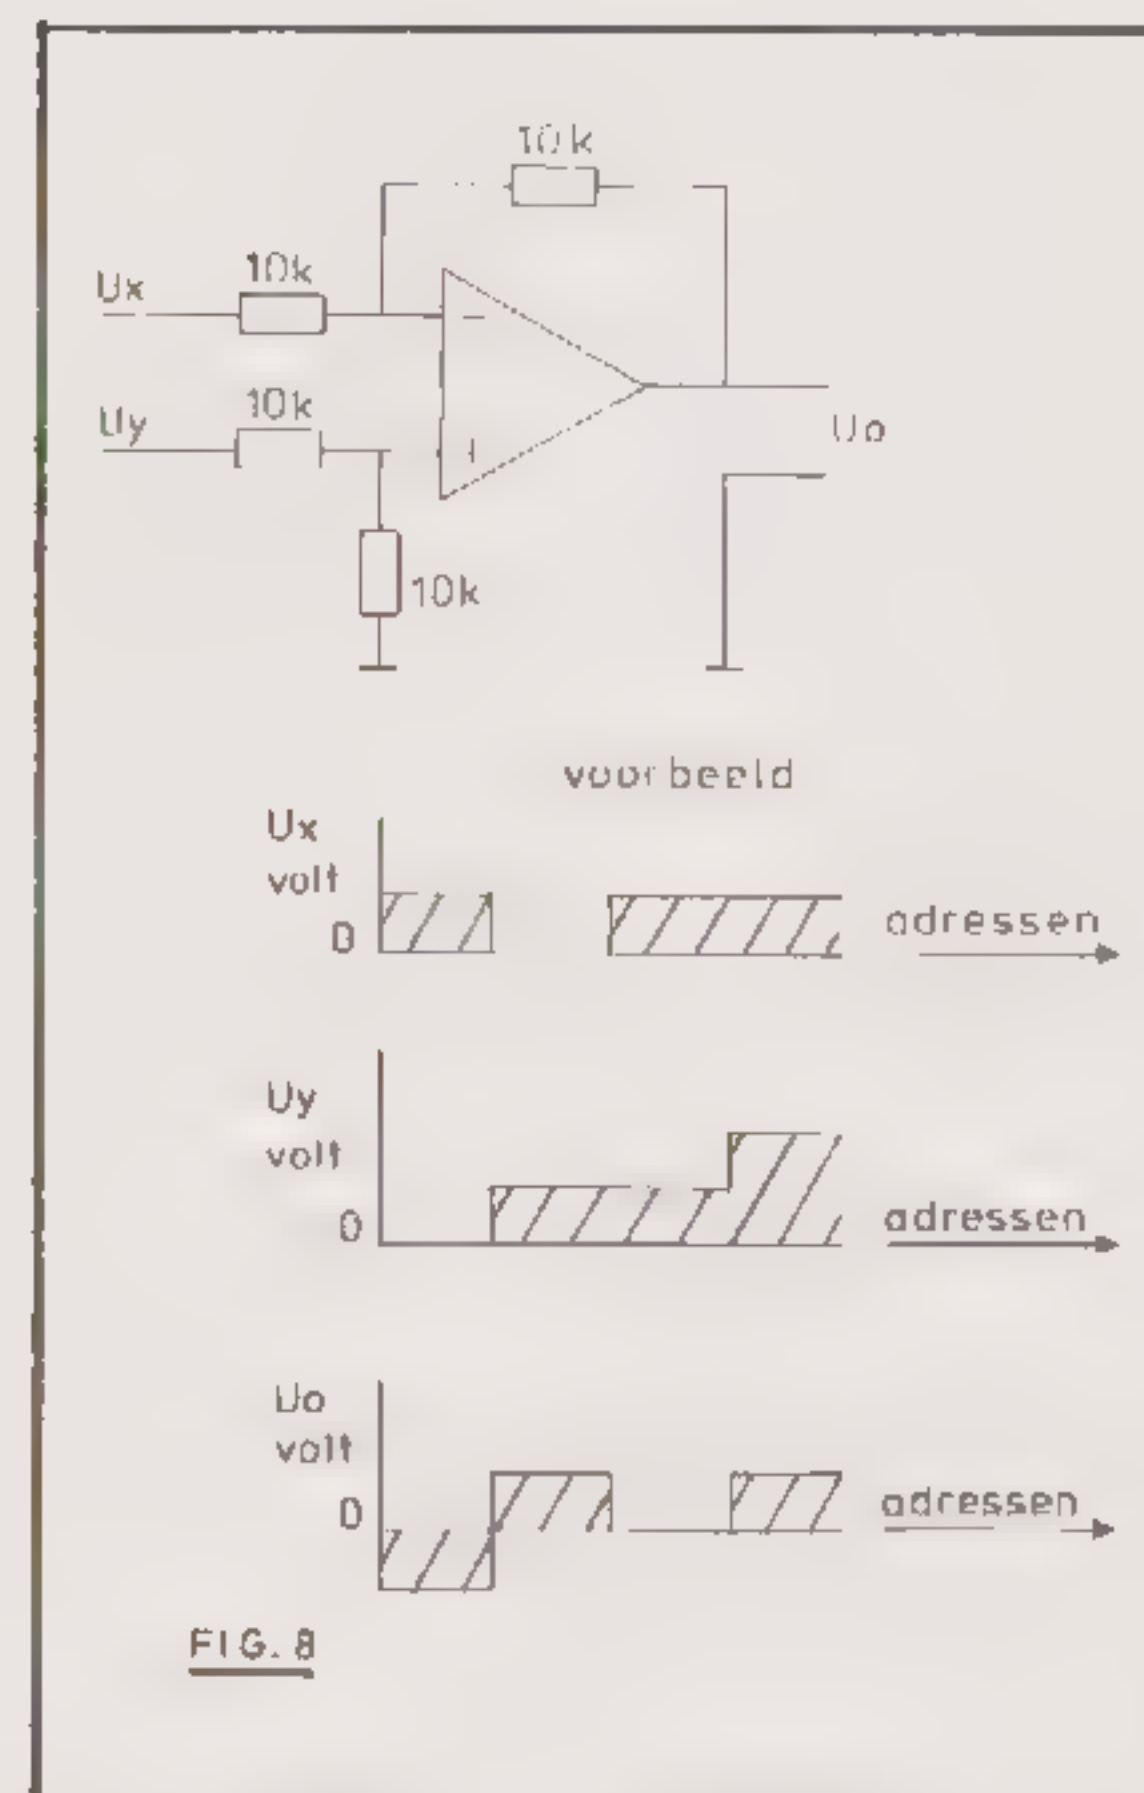 10k
10k
Ux
−
10k
Uy
+
Uo
10k
voorbeeld
Ux
volt
0
adressen
Uy
volt
0
adressen
Uo
volt
0
adressen
FIG. 8